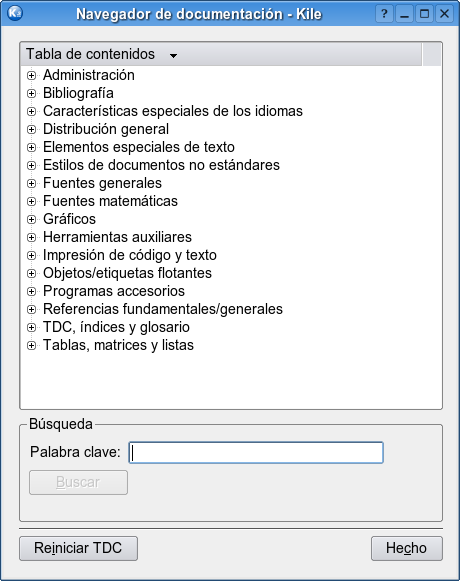 Navegador de documentación - Kile
Tabla de contenidos
Administración
Bibliografía
Características especiales de los idiomas
Distribución general
Elementos especiales de texto
Estilos de documentos no estándares
Fuentes generales
Fuentes matemáticas
Gráficos
Herramientas auxiliares
Impresión de código y texto
Objetos/etiquetas flotantes
Programas accesorios
Referencias fundamentales/generales
TDC, índices y glosario
Tablas, matrices y listas
Búsqueda
Palabra clave:
Buscar
Reiniciar TDC
Hecho